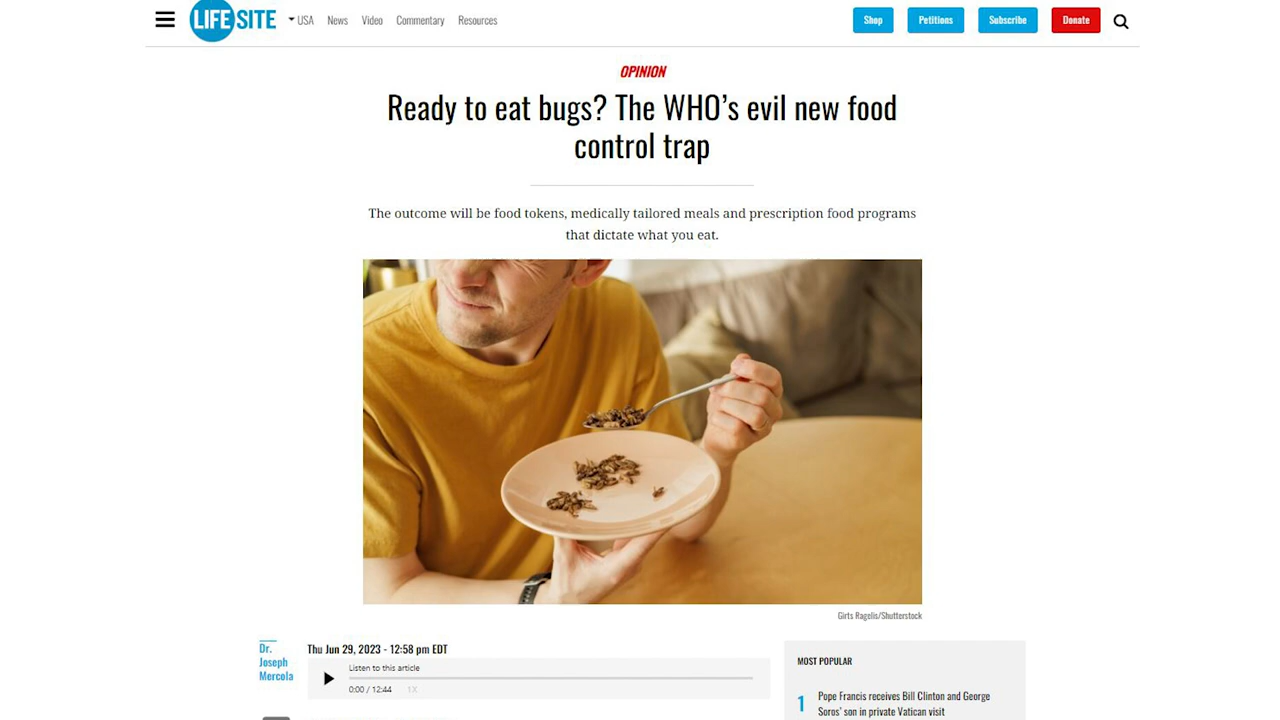 LIFE SITE
USA News Video Commentary Resources
Shop Petitions Subscribe Donate
OPINION
Ready to eat bugs? The WHO’s evil new food
control trap
The outcome will be food tokens, medically tailored meals and prescription food programs
that dictate what you eat.
Girts Ragelis/Shutterstock
Dr.
Joseph
Mercola
Thu Jun 29, 2023 - 12:58 pm EDT
Listen to this article
0:00 / 12:44 1X
MOST POPULAR
1
Pope Francis receives Bill Clinton and George
Soros’ son in private Vatican visit